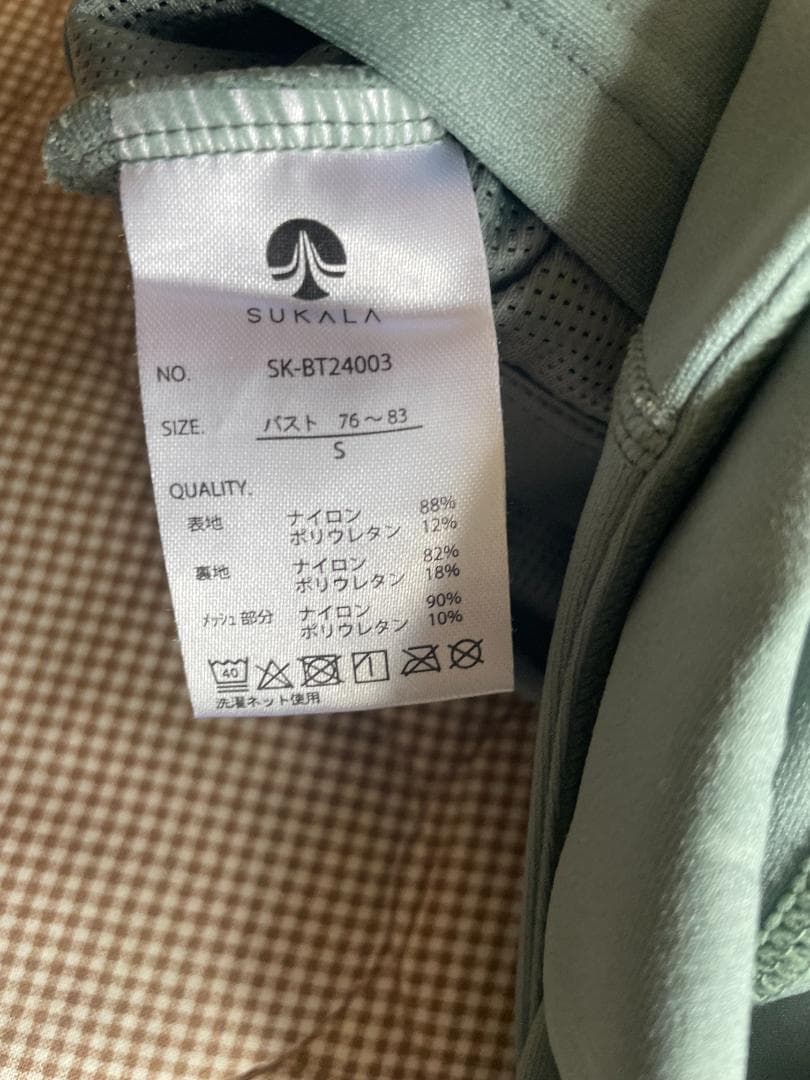 SUKALA
NO. SK-BT24003
SIZE. バスト 76～83
S
QUALITY.
表地 ナイロン 88%
ポリウレタン 12%
裏地 ナイロン 82%
ポリウレタン 18%
メッシュ部分 ナイロン 90%
ポリウレタン 10%
40
洗濯ネット使用